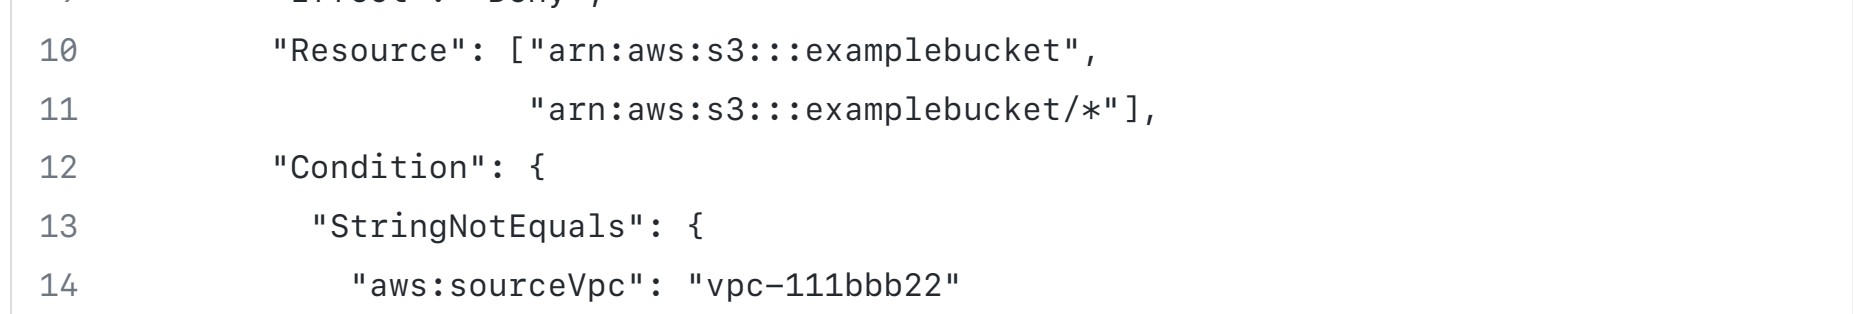 10 "Resource": ["arn:aws:s3:::examplebucket",
11 "arn:aws:s3:::examplebucket/*"],
12 "Condition": {
13 "StringNotEquals": {
14 "aws:sourceVpc": "vpc-111bbb22"